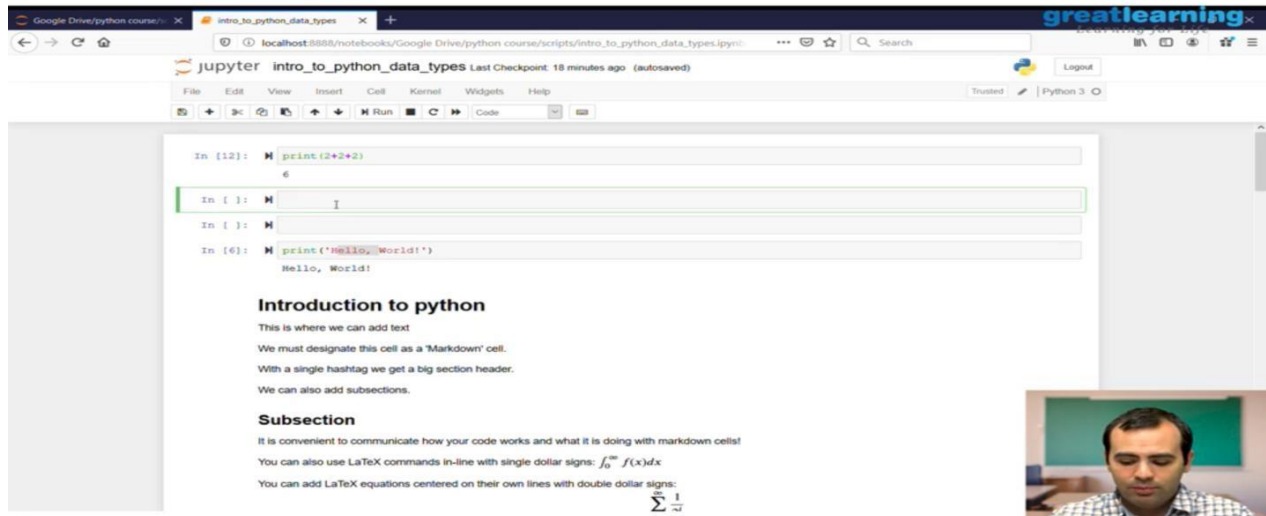 Google Drive/python course/s
intro_to_python_data_types
greatlearning
Learning for Life
localhost:8888/notebooks/Google Drive/python course/scripts/intro_to_python_data_types.ipynb
Search
jupyter intro_to_python_data_types Last Checkpoint: 18 minutes ago (autosaved)
Logout
File Edit View Insert Cell Kernel Widgets Help
Trusted Python 3
Run Code
In [12]: print(2+2+2)
6
In [ ]:
In [ ]:
In [6]: print('Hello, World!')
Hello, World!
Introduction to python
This is where we can add text
We must designate this cell as a 'Markdown' cell.
With a single hashtag we get a big section header.
We can also add subsections.
Subsection
It is convenient to communicate how your code works and what it is doing with markdown cells!
You can also use LaTeX commands in-line with single dollar signs: ∫₀^∞ f(x)dx
You can add LaTeX equations centered on their own lines with double dollar signs:
∞
∑ 1